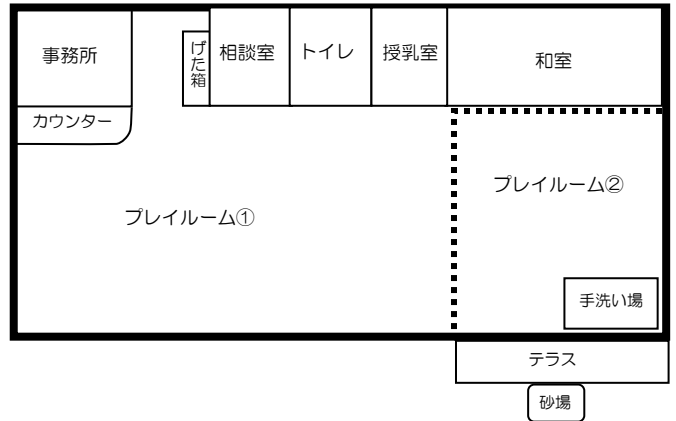 事務所
げた箱
相談室
トイレ
授乳室
和室
カウンター
プレイルーム②
プレイルーム①
手洗い場
テラス
砂場